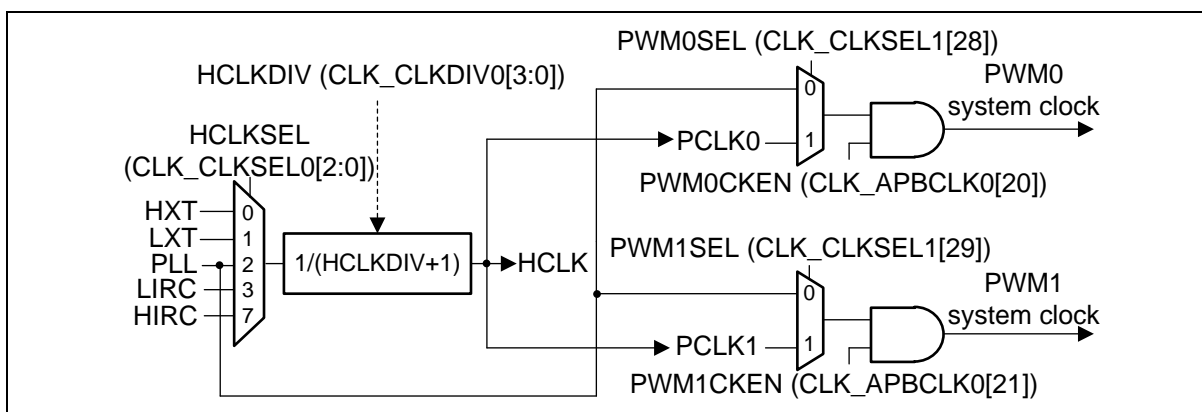 PWM0SEL (CLK_CLKSEL1[28])
HCLKDIV (CLK_CLKDIV0[3:0])
PWM0
system clock
0
1
PCLK0
PWM0CKEN (CLK_APBCLK0[20])
HCLKSEL
(CLK_CLKSEL0[2:0])
HXT
0
LXT
1
PLL
2
LIRC
3
HIRC
7
1/(HCLKDIV+1)
HCLK
PWM1SEL (CLK_CLKSEL1[29])
PWM1
system clock
0
1
PCLK1
PWM1CKEN (CLK_APBCLK0[21])